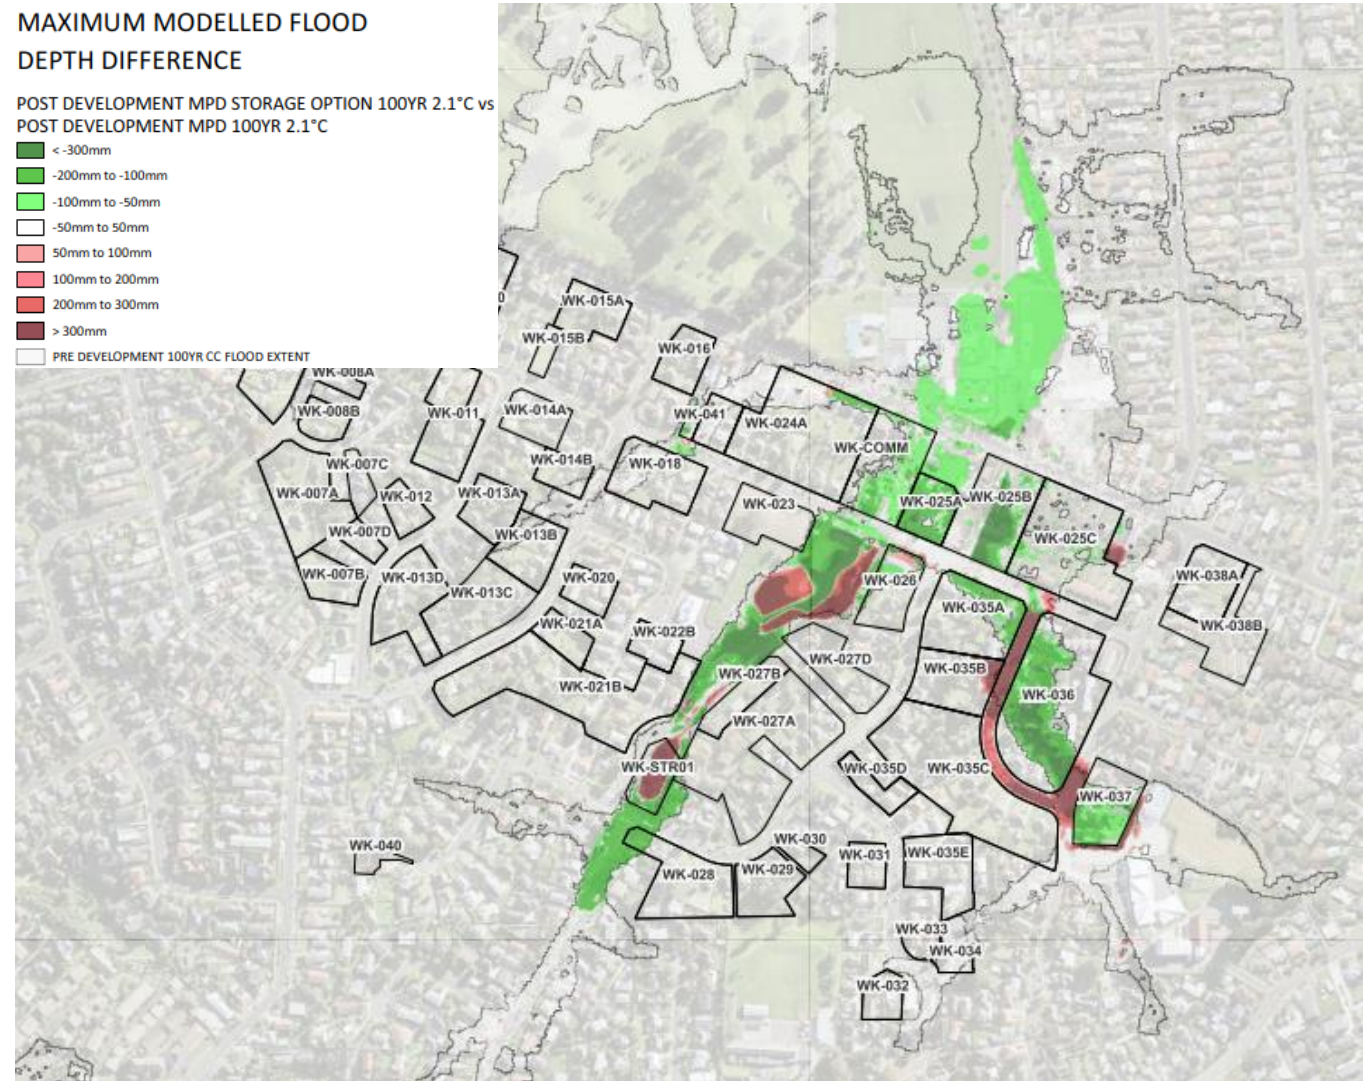 MAXIMUM MODELLED FLOOD
DEPTH DIFFERENCE
POST DEVELOPMENT MPD STORAGE OPTION 100YR 2.1°C vs
POST DEVELOPMENT MPD 100YR 2.1°C
< -300mm
-200mm to -100mm
-100mm to -50mm
-50mm to 50mm
50mm to 100mm
100mm to 200mm
200mm to 300mm
> 300mm
PRE DEVELOPMENT 100YR CC FLOOD EXTENT
0
WK-015A
WK-015B
WK-016
WK-008A
WK-008B
WK-011
WK-014A
WK-041
WK-024A
WK-COMM
WK-014B
WK-018
WK-007C
WK-007A
WK-012
WK-013A
WK-023
WK-025A
WK-025B
WK-025C
WK-007D
WK-013B
WK-007B
WK-013D
WK-013C
WK-020
WK-026
WK-038A
WK-035A
WK-021A
WK-022B
WK-038B
WK-027D
WK-035B
WK-027B
WK-021B
WK-036
WK-027A
WK-STR01
WK-035D
WK-035C
WK-037
WK-040
WK-030
WK-031
WK-035E
WK-028
WK-029
WK-033
WK-034
WK-032